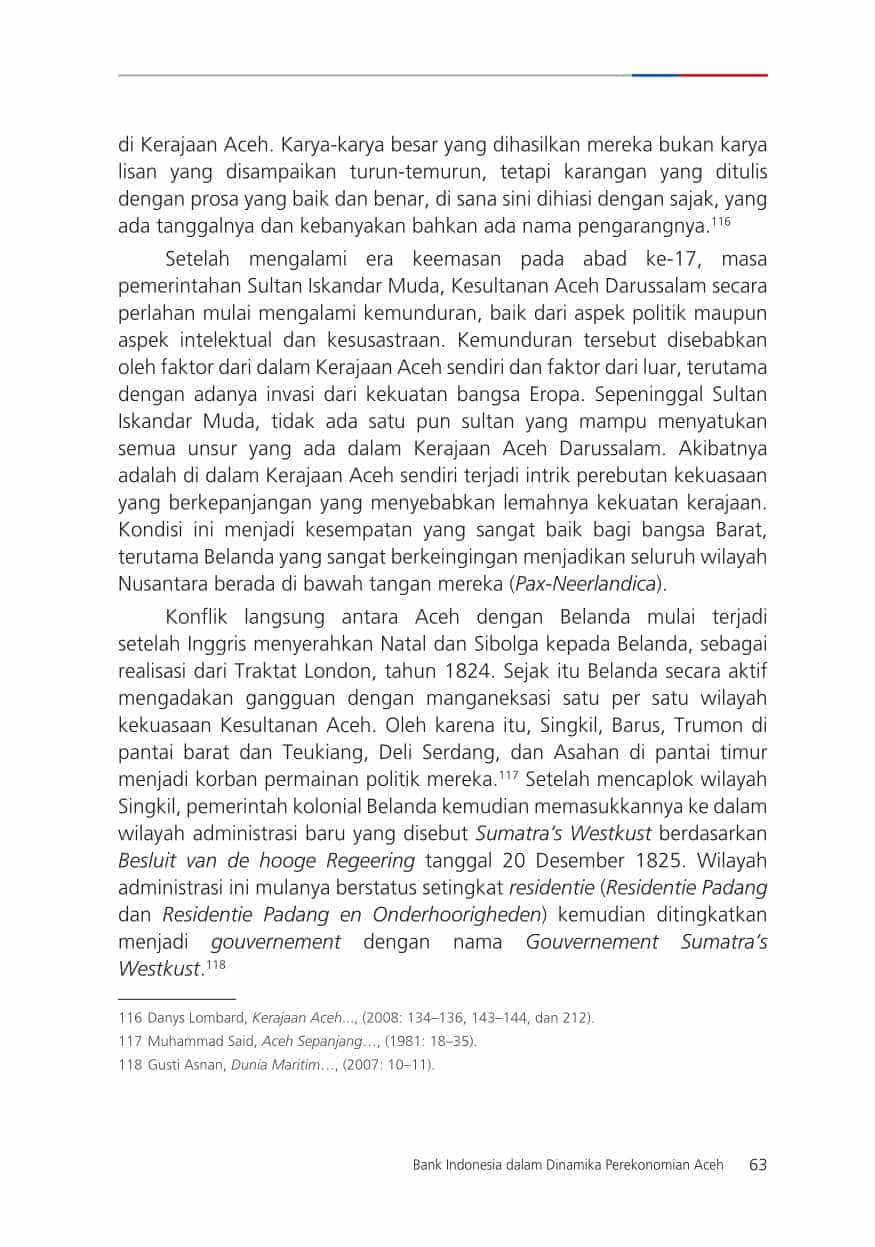 di Kerajaan Aceh. Karya-karya besar yang dihasilkan mereka bukan karya
lisan yang disampaikan turun-temurun, tetapi karangan yang ditulis
dengan prosa yang baik dan benar, di sana sini dihiasi dengan sajak, yang
ada tanggalnya dan kebanyakan bahkan ada nama pengarangnya.116
Setelah mengalami era keemasan pada abad ke-17, masa
pemerintahan Sultan Iskandar Muda, Kesultanan Aceh Darussalam secara
perlahan mulai mengalami kemunduran, baik dari aspek politik maupun
aspek intelektual dan kesusastraan. Kemunduran tersebut disebabkan
oleh faktor dari dalam Kerajaan Aceh sendiri dan faktor dari luar, terutama
dengan adanya invasi dari kekuatan bangsa Eropa. Sepeninggal Sultan
Iskandar Muda, tidak ada satu pun sultan yang mampu menyatukan
semua unsur yang ada dalam Kerajaan Aceh Darussalam. Akibatnya
adalah di dalam Kerajaan Aceh sendiri terjadi intrik perebutan kekuasaan
yang berkepanjangan yang menyebabkan lemahnya kekuatan kerajaan.
Kondisi ini menjadi kesempatan yang sangat baik bagi bangsa Barat,
terutama Belanda yang sangat berkeingingan menjadikan seluruh wilayah
Nusantara berada di bawah tangan mereka (Pax-Neerlandica).
Konflik langsung antara Aceh dengan Belanda mulai terjadi
setelah Inggris menyerahkan Natal dan Sibolga kepada Belanda, sebagai
realisasi dari Traktat London, tahun 1824. Sejak itu Belanda secara aktif
mengadakan gangguan dengan manganeksasi satu per satu wilayah
kekuasaan Kesultanan Aceh. Oleh karena itu, Singkil, Barus, Trumon di
pantai barat dan Teukiang, Deli Serdang, dan Asahan di pantai timur
menjadi korban permainan politik mereka.117 Setelah mencaplok wilayah
Singkil, pemerintah kolonial Belanda kemudian memasukkannya ke dalam
wilayah administrasi baru yang disebut Sumatra’s Westkust berdasarkan
Besluit van de hooge Regeering tanggal 20 Desember 1825. Wilayah
administrasi ini mulanya berstatus setingkat residentie (Residentie Padang
dan Residentie Padang en Onderhoorigheden) kemudian ditingkatkan
menjadi gouvernement dengan nama Gouvernement Sumatra’s
Westkust.118
116 Danys Lombard, Kerajaan Aceh..., (2008: 134–136, 143–144, dan 212).
117 Muhammad Said, Aceh Sepanjang…, (1981: 18–35).
118 Gusti Asnan, Dunia Maritim…, (2007: 10–11).
Bank Indonesia dalam Dinamika Perekonomian Aceh 63